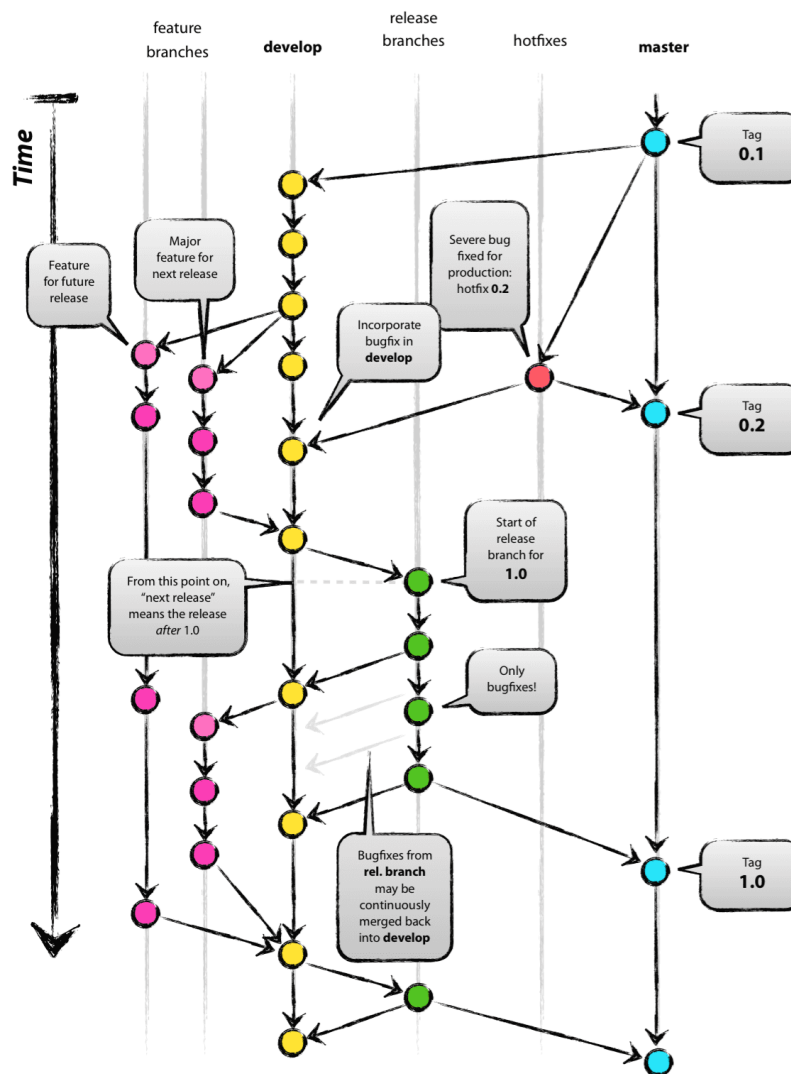 feature
branches
develop
release
branches
hotfixes
master
Time
Tag
0.1
Major
feature for
next release
Severe bug
fixed for
production:
hotfix 0.2
Feature
for future
release
Incorporate
bugfix in
develop
Tag
0.2
Start of
release
branch for
1.0
From this point on,
“next release”
means the release
after 1.0
Only
bugfixes!
Bugfixes from
rel. branch
may be
continuously
merged back
into develop
Tag
1.0